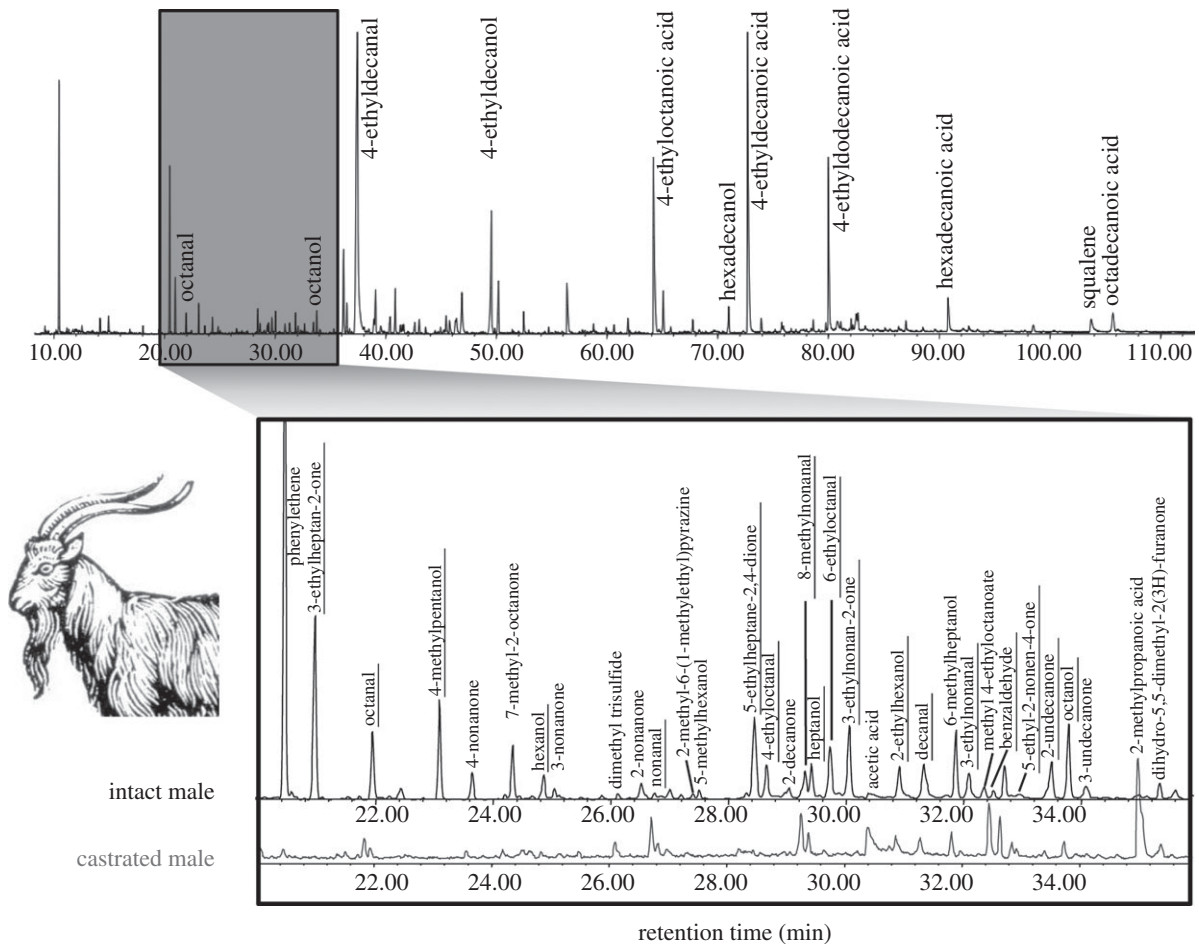 4-ethyldecanal
4-ethyldecanol
4-ethyloctanoic acid
hexadecanol
4-ethyldecanoic acid
4-ethyldodecanoic acid
hexadecanoic acid
squalene
octadecanoic acid
octanal
octanol
10.00 20.00 30.00 40.00 50.00 60.00 70.00 80.00 90.00 100.00 110.00
phenylethene
3-ethylheptan-2-one
octanal
4-methylpentanol
4-nonanone
7-methyl-2-octanone
hexanol
3-nonanone
dimethyl trisulfide
2-nonanone
nonanal
2-methyl-6-(1-methylethyl)pyrazine
5-methylhexanol
5-ethylheptane-2,4-dione
4-ethyloctanal
2-decanone
8-methylnonanal
heptanol
6-ethyloctanal
3-ethylnonan-2-one
acetic acid
2-ethylhexanol
decanal
6-methylheptanol
3-ethylnonanal
methyl 4-ethyloctanoate
benzaldehyde
5-ethyl-2-nonen-4-one
2-undecanone
octanol
3-undecanone
2-methylpropanoic acid
dihydro-5,5-dimethyl-2(3H)-furanone
intact male
22.00 24.00 26.00 28.00 30.00 32.00 34.00
castrated male
22.00 24.00 26.00 28.00 30.00 32.00 34.00
retention time (min)